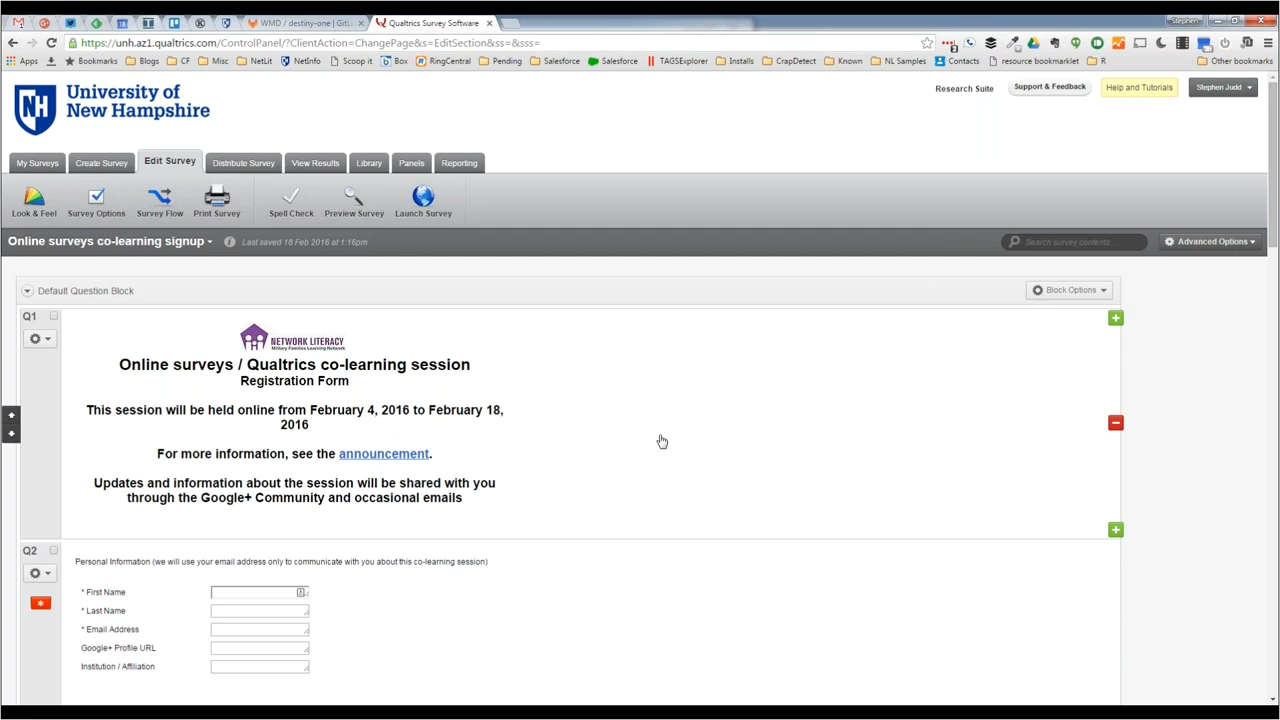 Stephen
WMD / destiny-one | GitL
Qualtrics Survey Software
https://unh.az1.qualtrics.com/ControlPanel/?ClientAction=ChangePage&s=EditSection&ss=&sss=
Apps Bookmarks Blogs CF Misc NetLit NetInfo Scoop it Box RingCentral Pending Salesforce Salesforce TAGSExplorer Installs CrapDetect Known NL Samples Contacts resource bookmarklet R Other bookmarks
University of
New Hampshire
Research Suite
Support & Feedback
Help and Tutorials
Stephen Judd
My Surveys Create Survey Edit Survey Distribute Survey View Results Library Panels Reporting
Look & Feel Survey Options Survey Flow Print Survey Spell Check Preview Survey Launch Survey
Online surveys co-learning signup Last saved 18 Feb 2016 at 1:16pm Search survey contents... Advanced Options
Default Question Block Block Options
Q1
NETWORK LITERACY
Military Families Learning Network
Online surveys / Qualtrics co-learning session
Registration Form
This session will be held online from February 4, 2016 to February 18,
2016
For more information, see the announcement.
Updates and information about the session will be shared with you
through the Google+ Community and occasional emails
Q2
Personal Information (we will use your email address only to communicate with you about this co-learning session)
* First Name
* Last Name
* Email Address
Google+ Profile URL
Institution / Affiliation